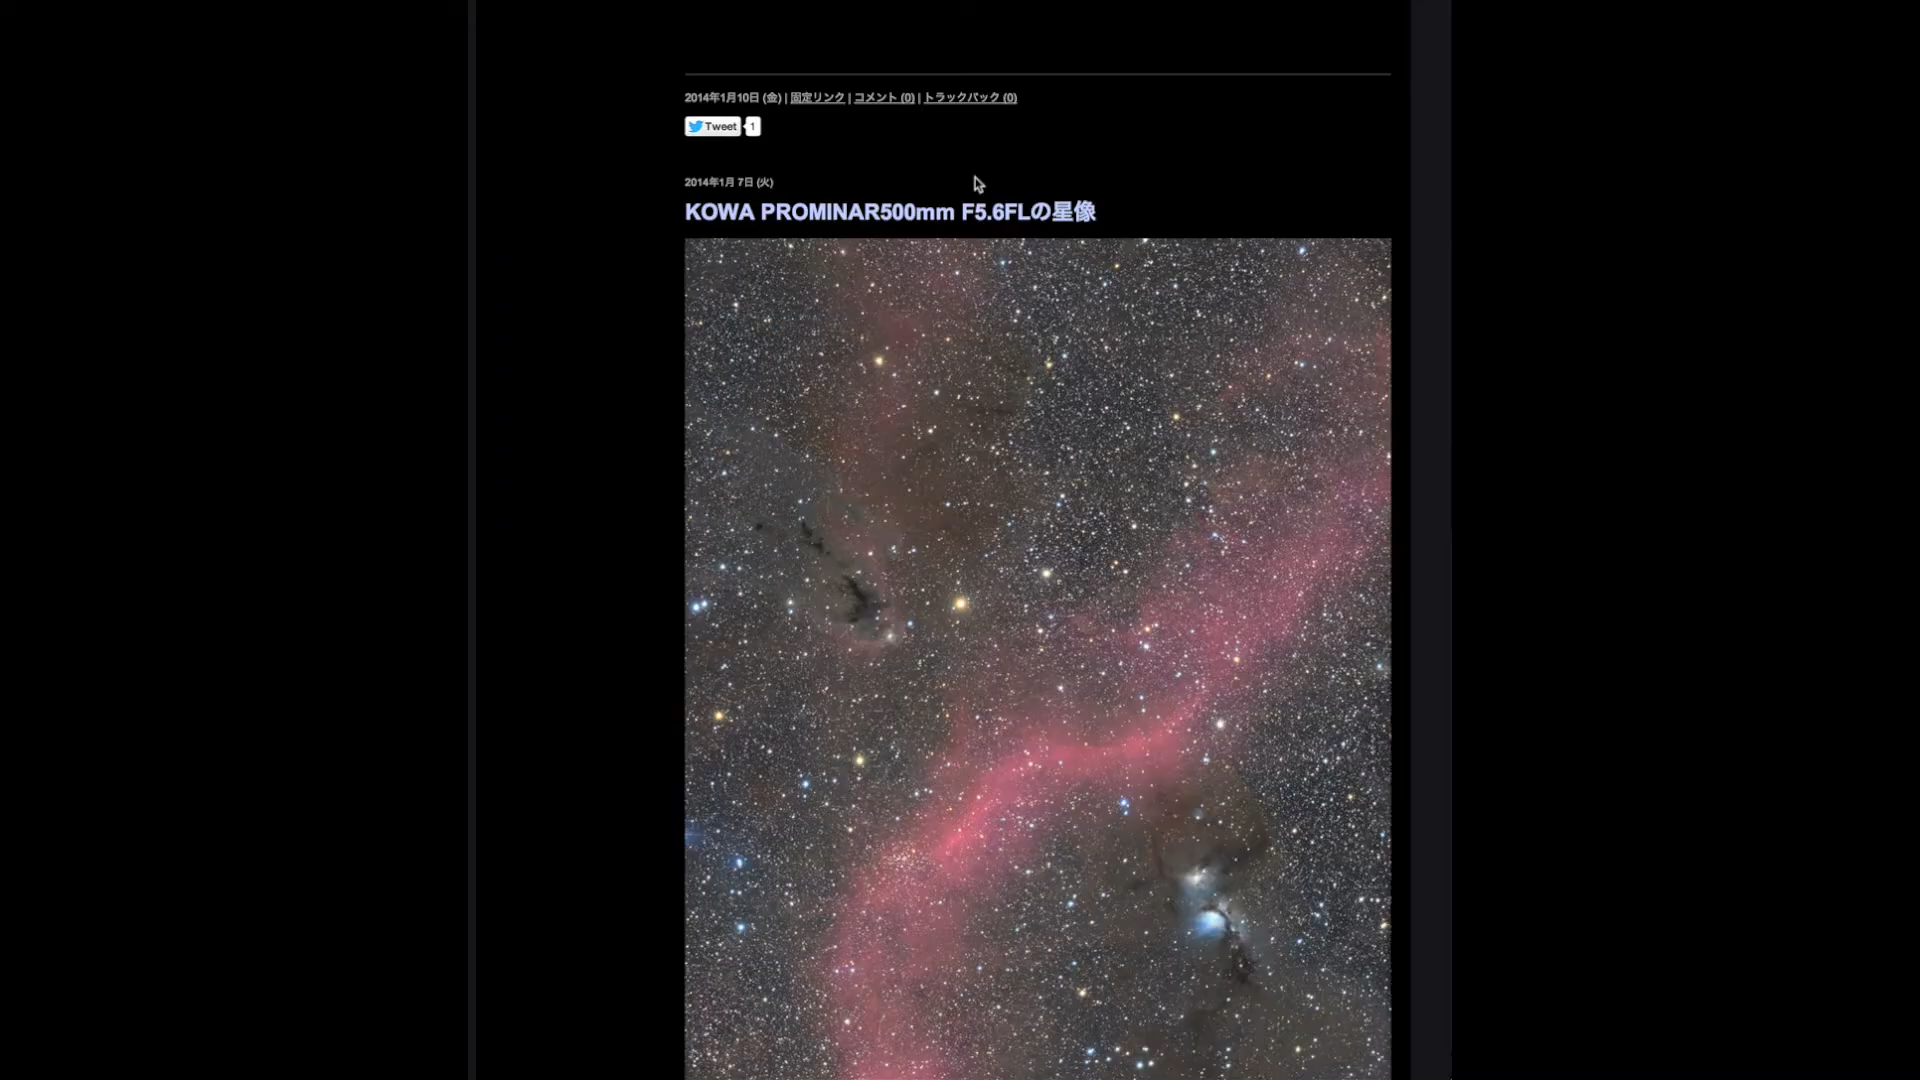 2014年1月10日 (金) | 固定リンク | コメント (0) | トラックバック (0)
Tweet 1
2014年1月 7日 (火)
KOWA PROMINAR500mm F5.6FLの星像